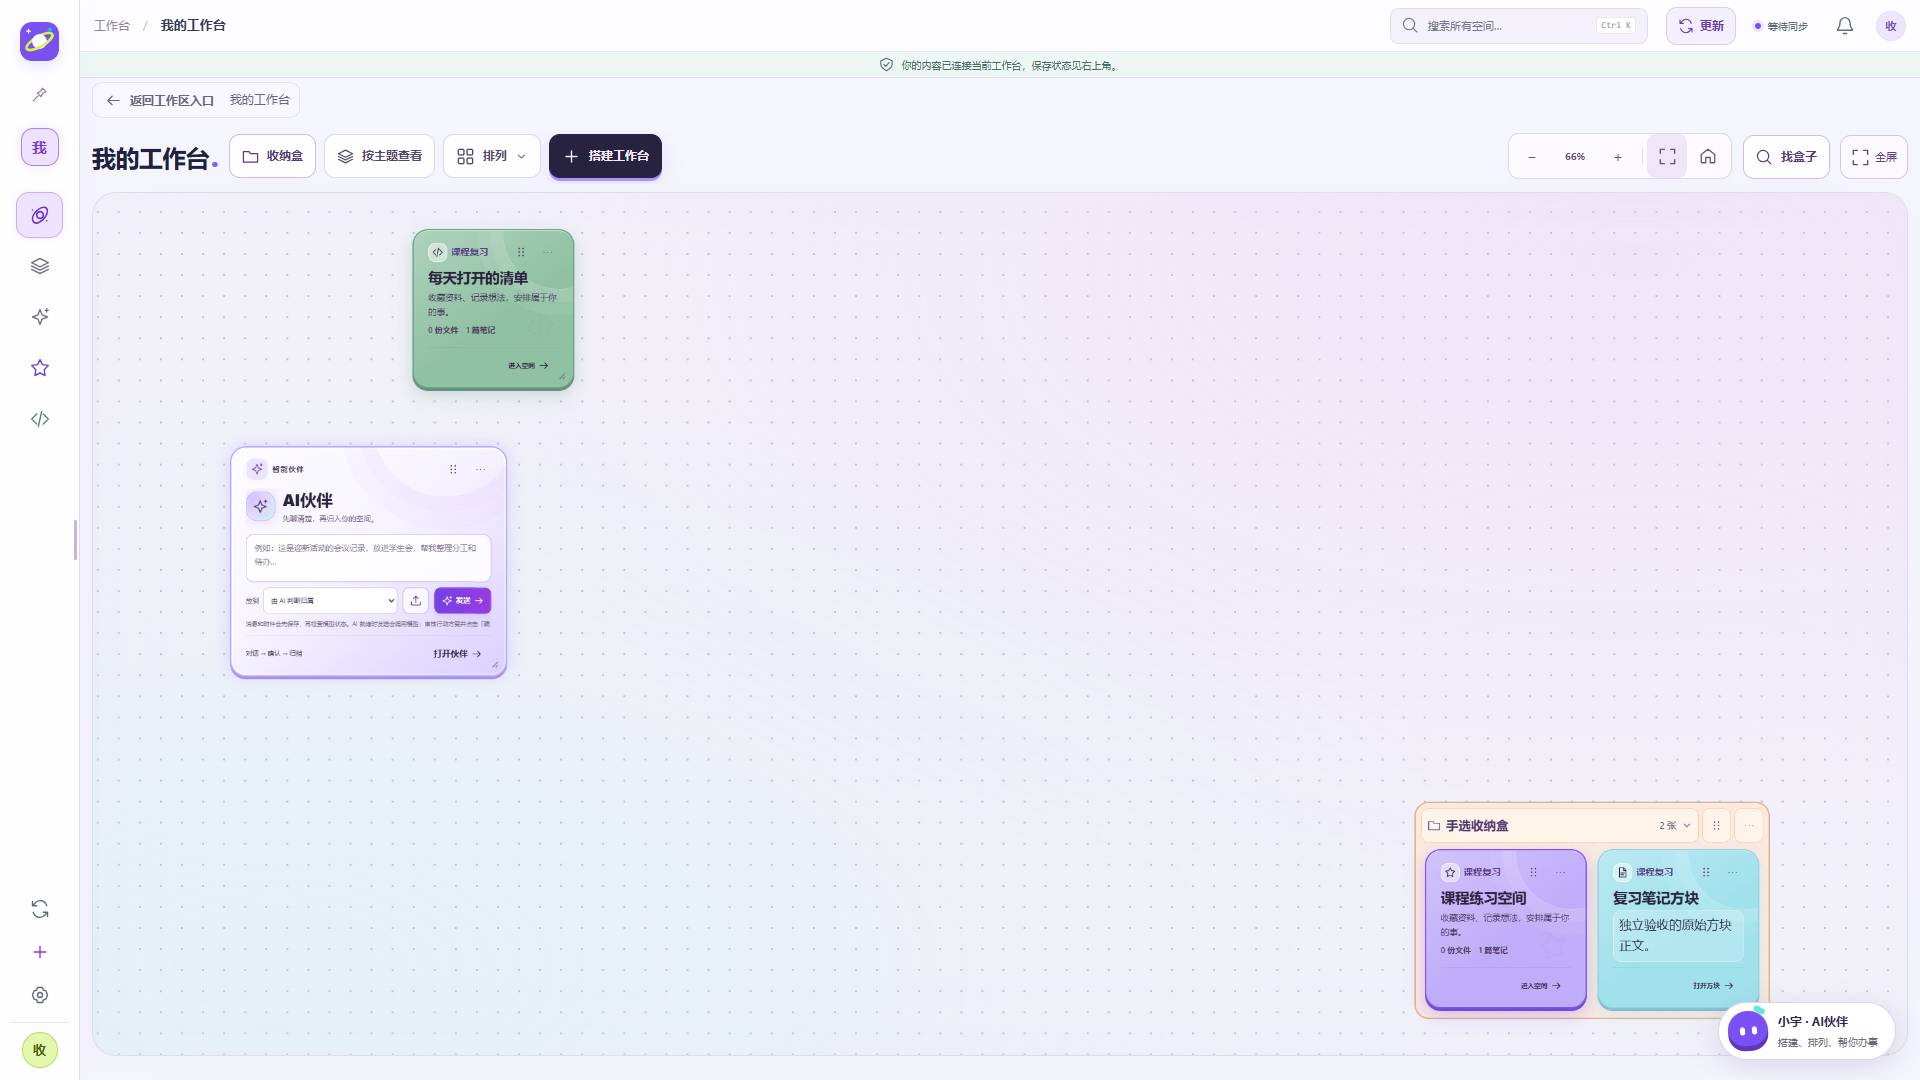 工作台 / 我的工作台
搜索所有空间... Ctrl K
更新
等待同步
收
我
你的内容已连接当前工作台，保存状态见右上角。
返回工作区入口 我的工作台
我的工作台.
收纳盒
按主题查看
排列
搭建工作台
66%
找盒子
全屏
课程复习
每天打开的清单
收藏资料、记录想法，安排属于你
的事。
0 份文件 1 篇笔记
进入空间
智能伙伴
AI伙伴
先聊清楚，再归入你的空间。
例如：这是迎新活动的会议记录，放进学生会，帮我整理分工和
待办...
放到 由 AI 判断归属
发送
对话 → 确认 → 归档
打开伙伴
手选收纳盒 2 张
课程复习
课程练习空间
收藏资料、记录想法，安排属于你
的事。
0 份文件 1 篇笔记
进入空间
课程复习
复习笔记方块
独立验收的原始方块
正文。
打开方块
小宇 · AI伙伴
搭建、排列、帮你办事
收